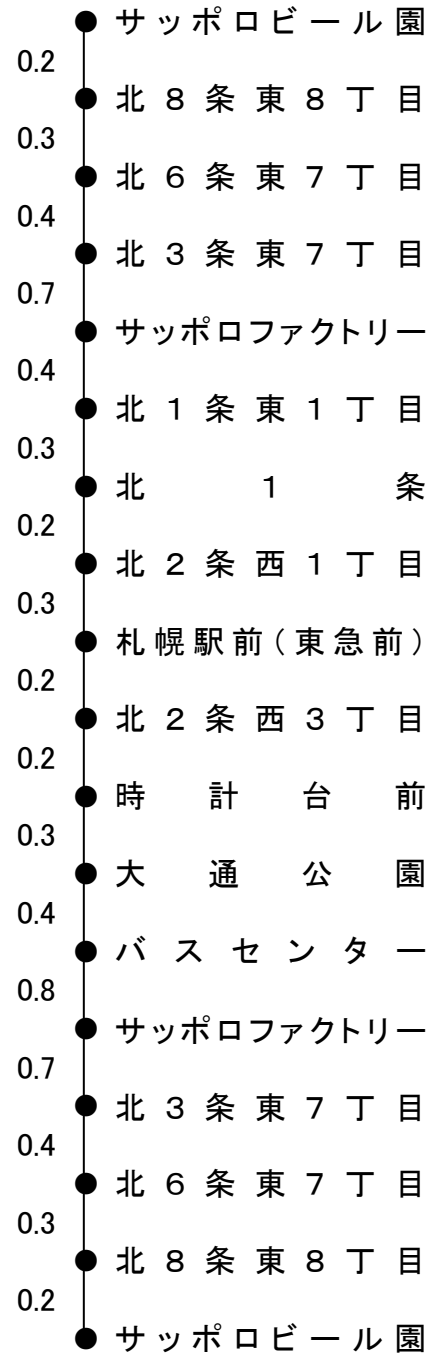 サッポロビール園
0.2
北8条東8丁目
0.3
北6条東7丁目
0.4
北3条東7丁目
0.7
サッポロファクトリー
0.4
北1条東1丁目
0.3
北1条
0.2
北2条西1丁目
0.3
札幌駅前(東急前)
0.2
北2条西3丁目
0.2
時計台前
0.3
大通公園
0.4
バスセンター
0.8
サッポロファクトリー
0.7
北3条東7丁目
0.4
北6条東7丁目
0.3
北8条東8丁目
0.2
サッポロビール園